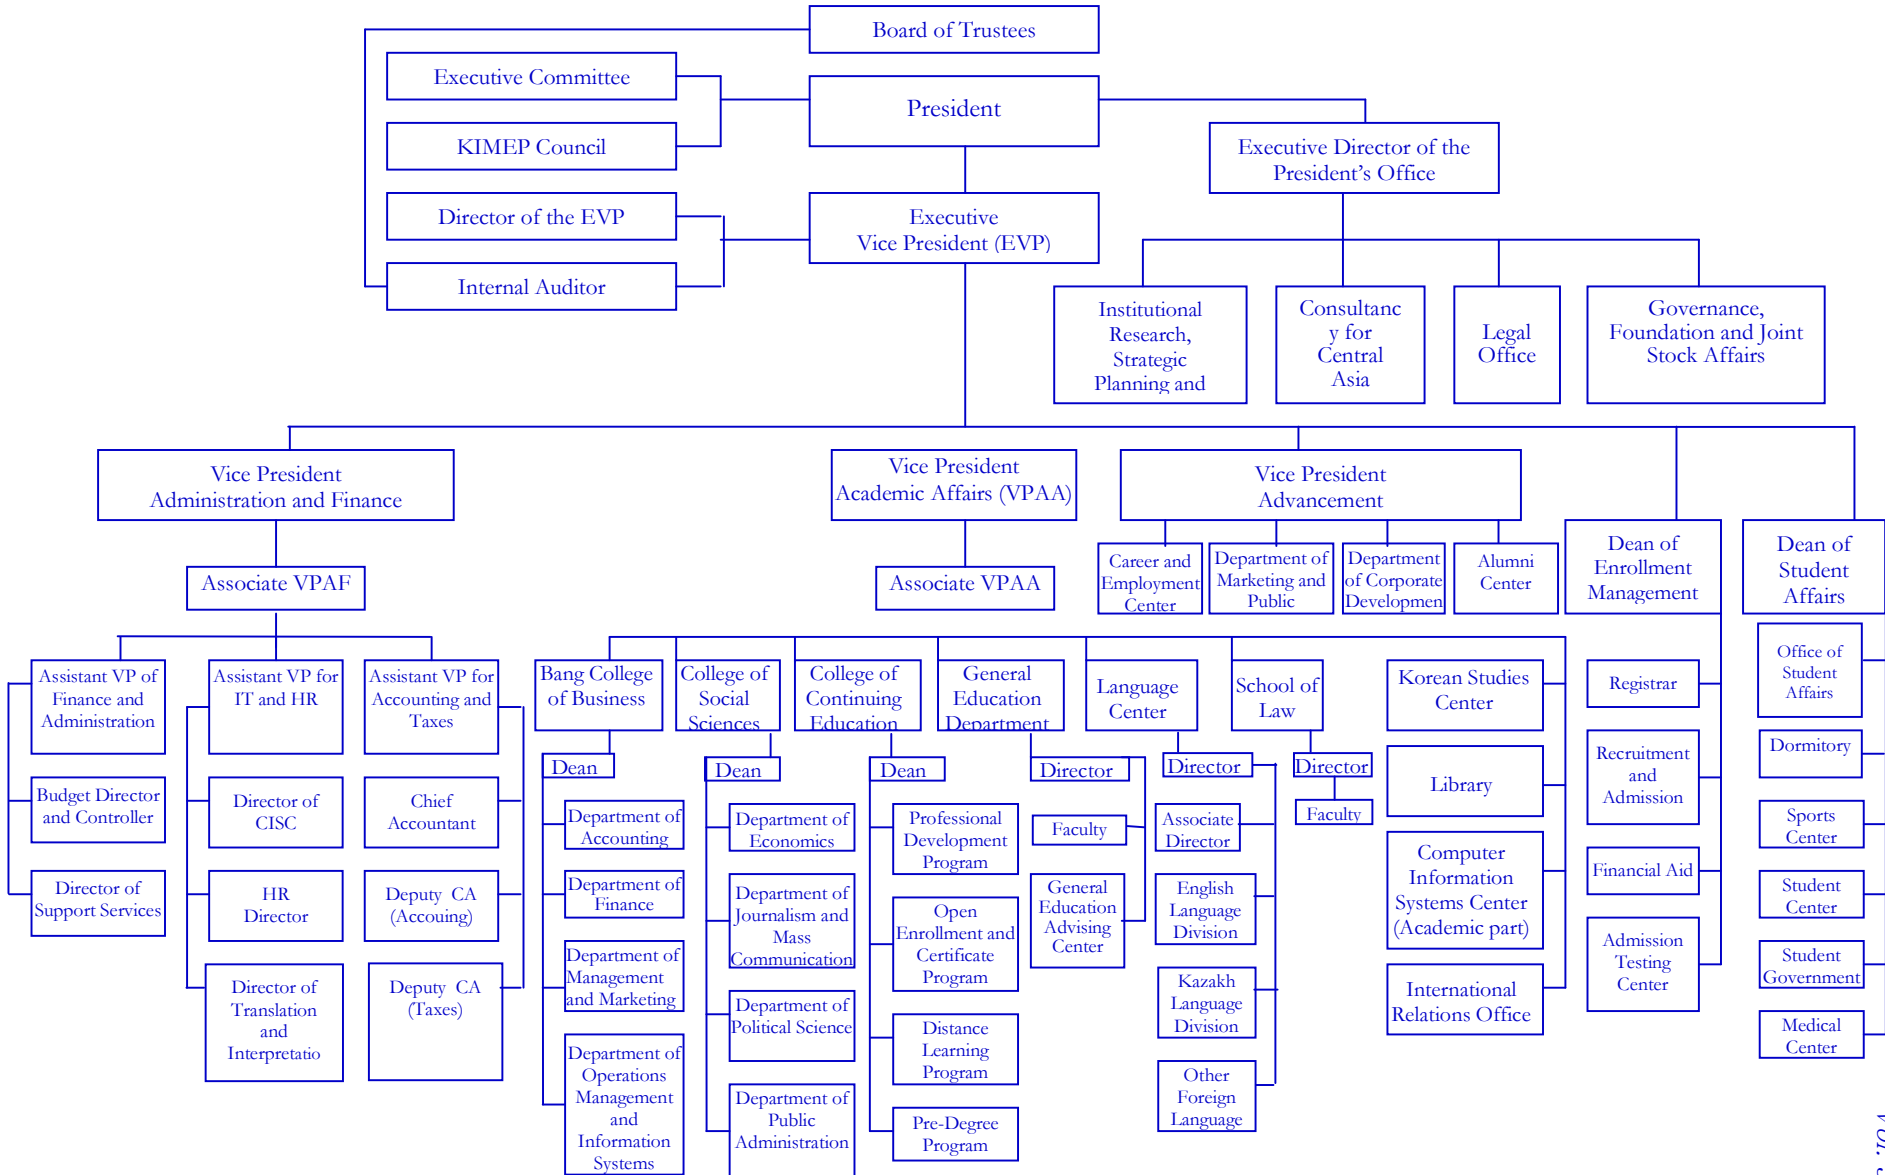 Board of Trustees
Executive Committee
President
KIMEP Council
Executive Director of the
President’s Office
Director of the EVP
Executive
Vice President (EVP)
Internal Auditor
Institutional
Research,
Strategic
Planning and
Consultanc
y for
Central
Asia
Legal
Office
Governance,
Foundation and Joint
Stock Affairs
Vice President
Administration and Finance
Vice President
Academic Affairs (VPAA)
Vice President
Advancement
Associate VPAF
Associate VPAA
Career and
Employment
Center
Department of
Marketing and
Public
Department
of Corporate
Developmen
Alumni
Center
Dean of
Enrollment
Management
Dean of
Student
Affairs
Assistant VP of
Finance and
Administration
Budget Director
and Controller
Director of
Support Services
Assistant VP for
IT and HR
Director of
CISC
HR
Director
Director of
Translation
and
Interpretatio
Assistant VP for
Accounting and
Taxes
Chief
Accountant
Deputy CA
(Accouing)
Deputy CA
(Taxes)
Bang College
of Business
Dean
Department of
Accounting
Department of
Finance
Department of
Management
and Marketing
Department of
Operations
Management
and
Information
Systems
College of
Social
Sciences
Dean
Department of
Economics
Department of
Journalism and
Mass
Communication
Department of
Political Science
Department of
Public
Administration
College of
Continuing
Education
Dean
Professional
Development
Program
Open
Enrollment and
Certificate
Program
Distance
Learning
Program
Pre-Degree
Program
General
Education
Department
Director
Faculty
General
Education
Advising
Center
Language
Center
Director
Associate
Director
English
Language
Division
Kazakh
Language
Division
Other
Foreign
Language
School of
Law
Director
Faculty
Korean Studies
Center
Library
Computer
Information
Systems Center
(Academic part)
International
Relations Office
Registrar
Recruitment
and
Admission
Financial Aid
Admission
Testing
Center
Office of
Student
Affairs
Dormitory
Sports
Center
Student
Center
Student
Government
Medical
Center